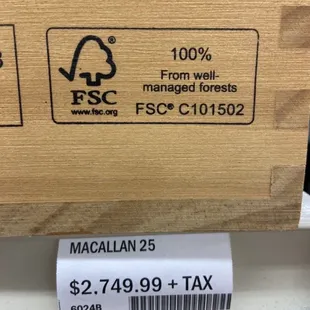 100%
From well-
managed forests
FSC
www.fsc.org
FSC® C101502
MACALLAN 25
$2,749.99 + TAX
6024B